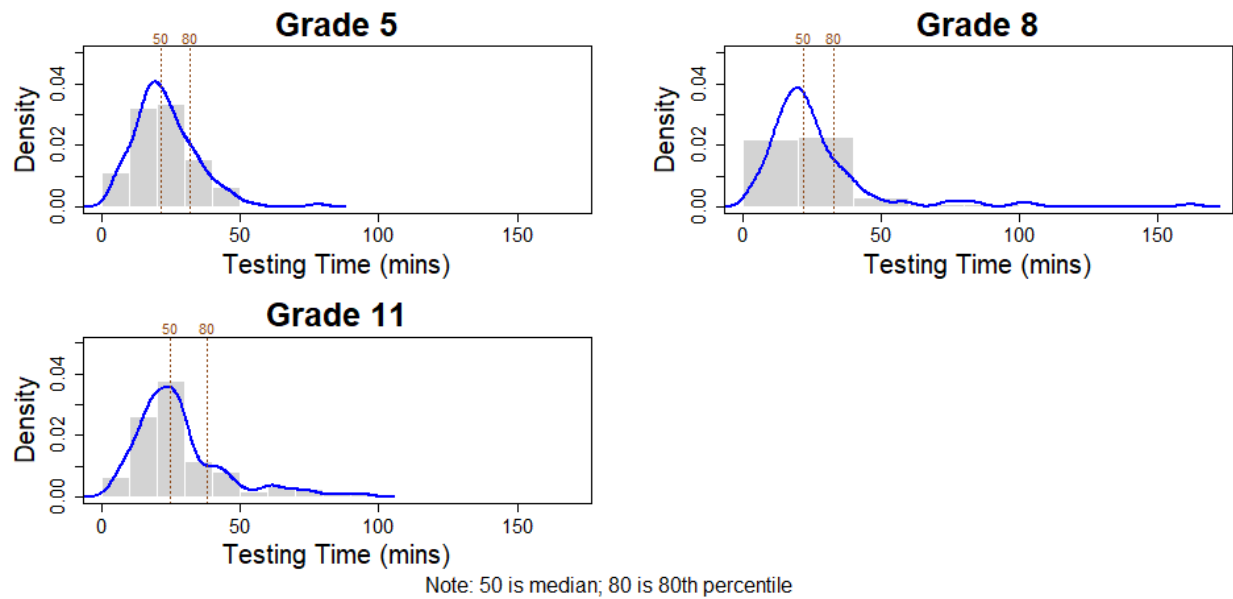 Grade 5
50 80
Density
0.00 0.02 0.04
0 50 100 150
Testing Time (mins)
Grade 8
50 80
Density
0.00 0.02 0.04
0 50 100 150
Testing Time (mins)
Grade 11
50 80
Density
0.00 0.02 0.04
0 50 100 150
Testing Time (mins)
Note: 50 is median; 80 is 80th percentile